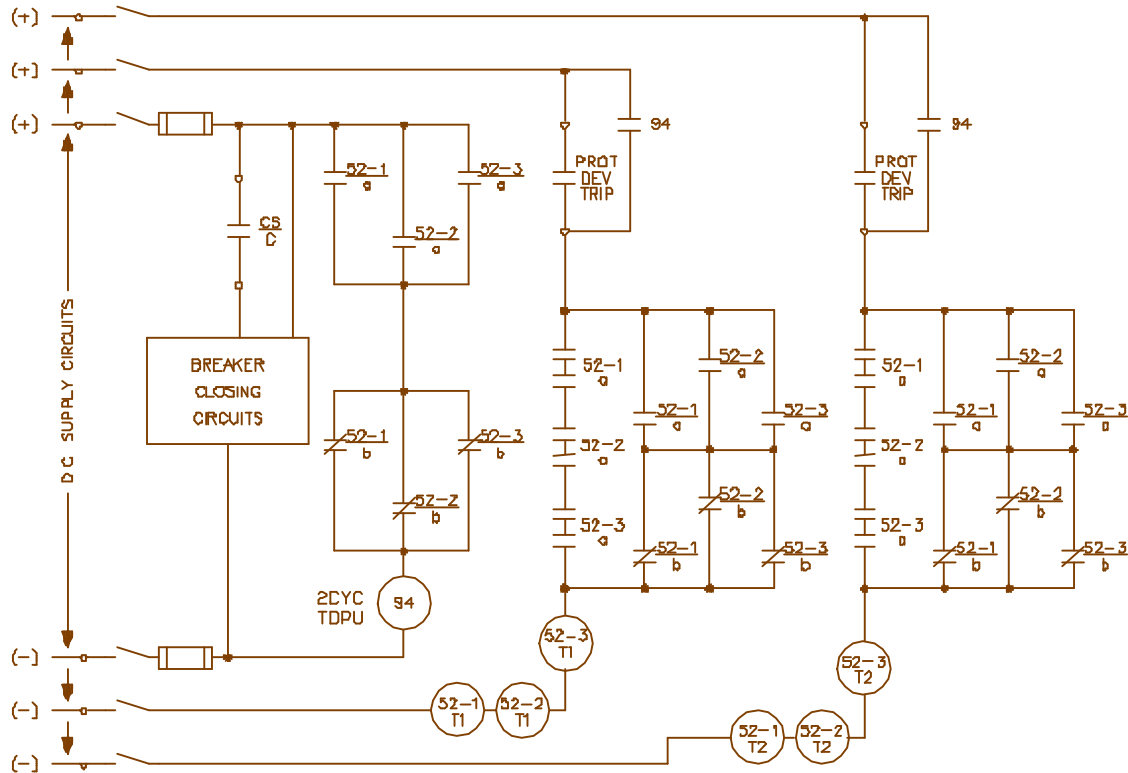 (+)
(+)
(+)
94
94
PROT
DEV
TRIP
PROT
DEV
TRIP
52-1
a
52-3
a
CS
C
52-2
a
DC SUPPLY CIRCUITS
BREAKER
CLOSING
CIRCUITS
52-1
a
52-2
a
52-1
a
52-3
a
52-1
a
52-2
a
52-1
a
52-3
a
52-1
b
52-3
b
52-2
a
52-2
a
52-2
b
52-2
b
52-2
b
52-3
a
52-1
b
52-3
b
52-3
a
52-1
b
52-3
b
2CYC
TDPU
94
52-3
T1
52-3
T2
(-)
(-)
52-1
T1
52-2
T1
52-1
T2
52-2
T2
(-)